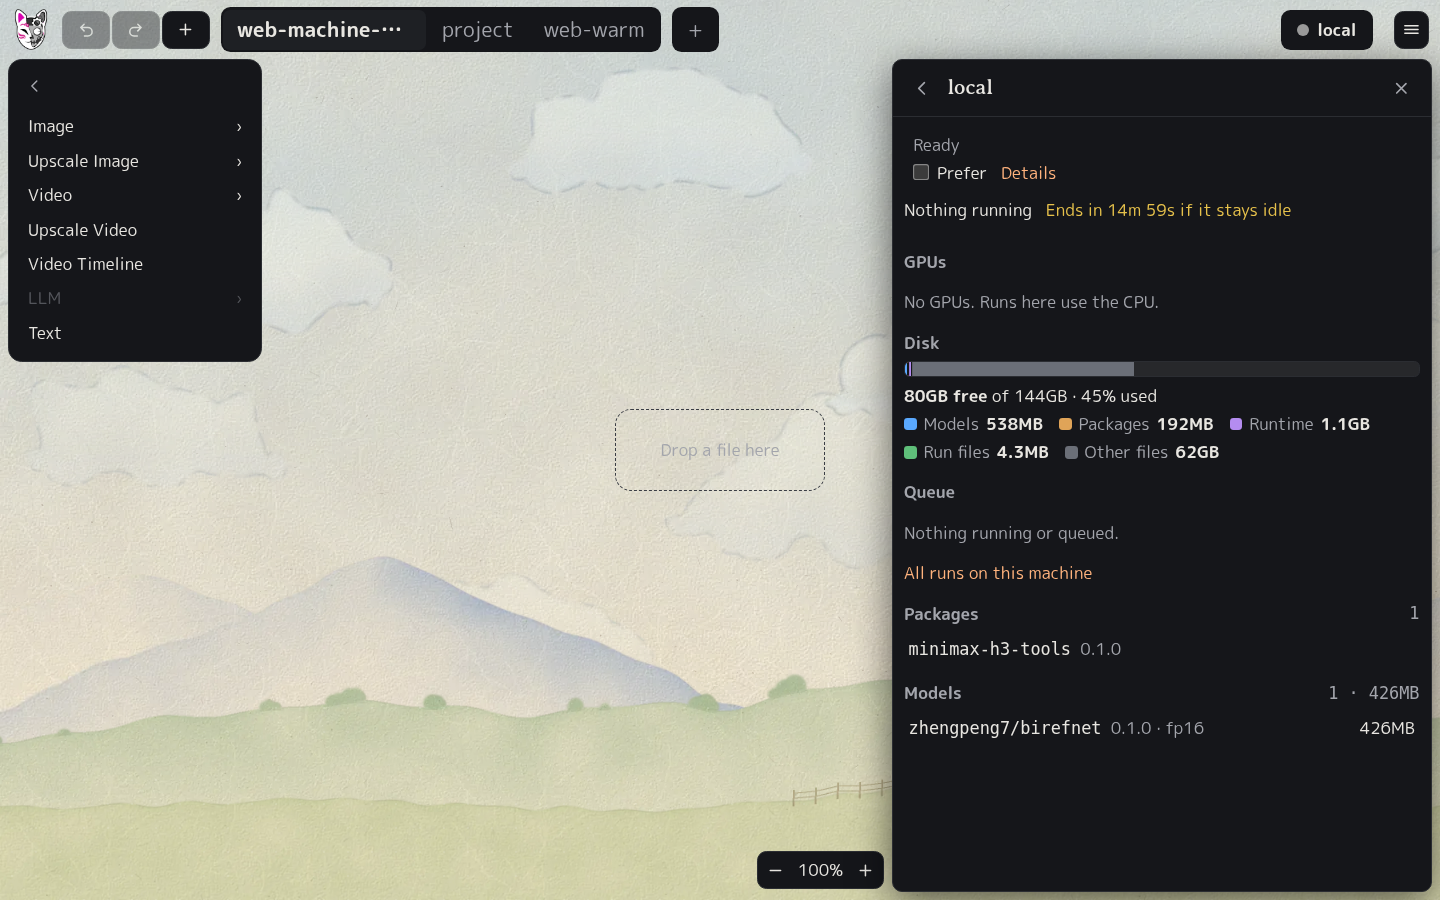 web-machine-··· project web-warm
local
Image
Upscale Image
Video
Upscale Video
Video Timeline
LLM
Text
Drop a file here
100%
local
Ready
Prefer Details
Nothing running Ends in 14m 59s if it stays idle
GPUs
No GPUs. Runs here use the CPU.
Disk
80GB free of 144GB · 45% used
Models 538MB Packages 192MB Runtime 1.1GB
Run files 4.3MB Other files 62GB
Queue
Nothing running or queued.
All runs on this machine
Packages 1
minimax-h3-tools 0.1.0
Models 1 · 426MB
zhengpeng7/birefnet 0.1.0 · fp16 426MB